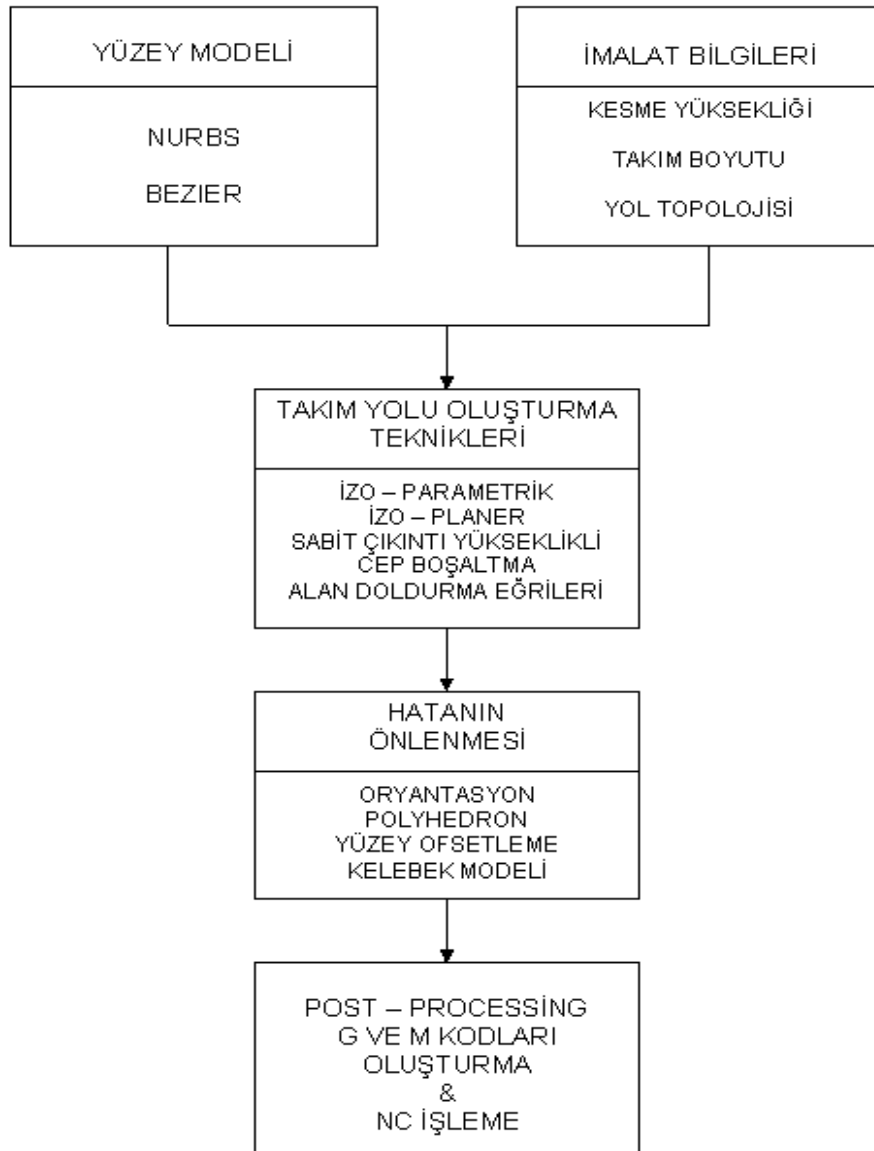 YÜZEY MODELİ
NURBS
BEZIER
İMALAT BİLGİLERİ
KESME YÜKSEKLİĞİ
TAKIM BOYUTU
YOL TOPOLOJİSİ
TAKIM YOLU OLUŞTURMA
TEKNİKLERİ
İZO – PARAMETRİK
İZO – PLANER
SABİT ÇIKINTI YÜKSEKLİKLİ
CEP BOŞALTMA
ALAN DOLDURMA EĞRİLERİ
HATANIN
ÖNLENMESİ
ORYANTASYON
POLYHEDRON
YÜZEY OFSETLEME
KELEBEK MODELİ
POST – PROCESSİNG
G VE M KODLARI
OLUŞTURMA
&
NC İŞLEME